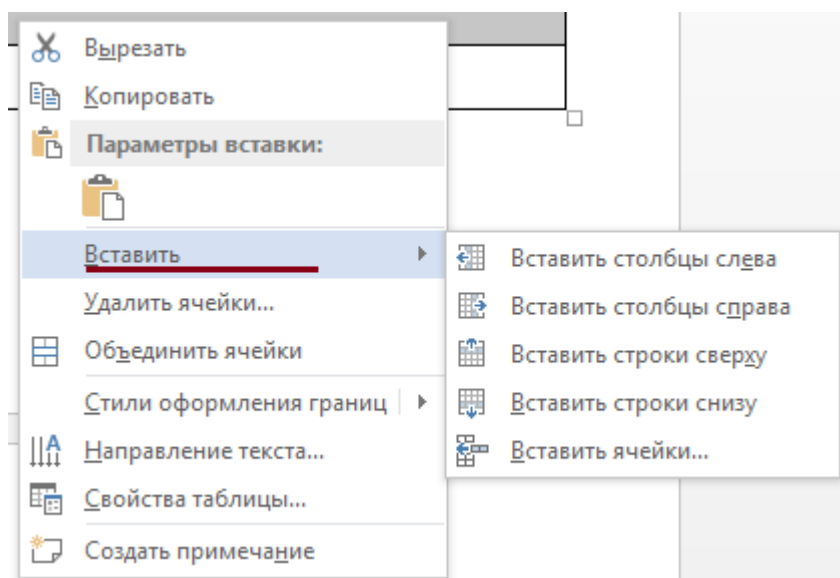 Вырезать
Копировать
Параметры вставки:
Вставить
Удалить ячейки...
Объединить ячейки
Стили оформления границ
Направление текста...
Свойства таблицы...
Создать примечание
Вставить столбцы слева
Вставить столбцы справа
Вставить строки сверху
Вставить строки снизу
Вставить ячейки...